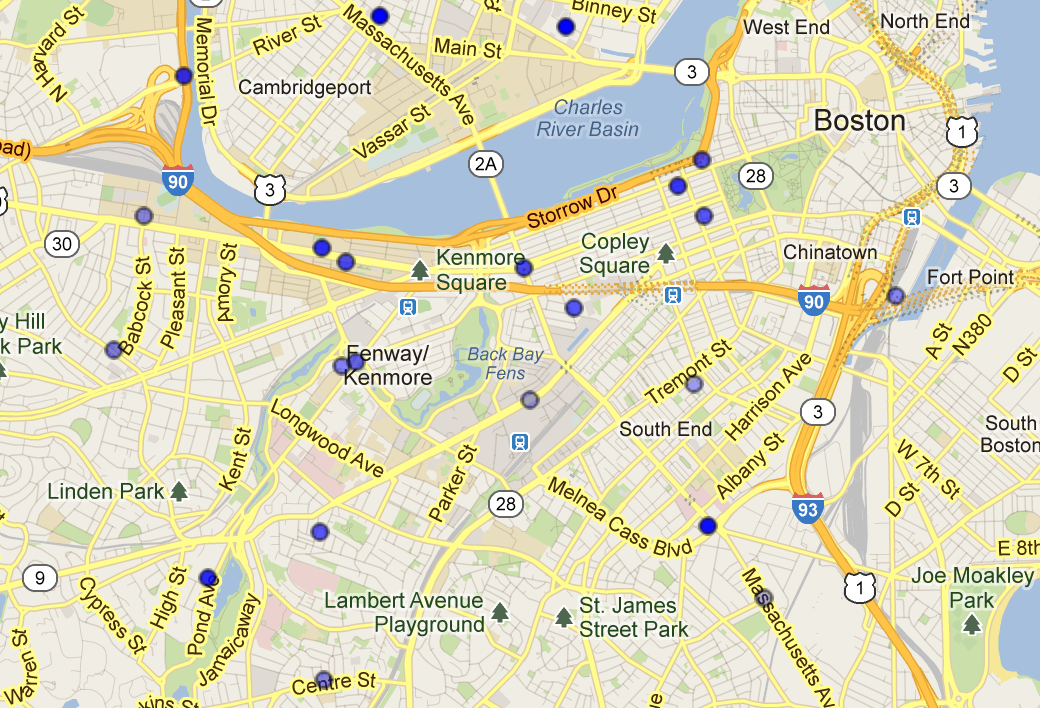 Binney St
West End
North End
Harvard St
River St
Massachusetts Ave
Main St
Memorial Dr
3
Cambridgeport
Vassar St
Charles
River Basin
Boston
1
oad)
2A
90
3
28
3
Storrow Dr
30
Babcock St
Pleasant St
Amory St
Kenmore
Square
Copley
Square
Chinatown
Fort Point
90
A St
N380
D St
y Hill
k Park
Fenway/
Kenmore
Back Bay
Fens
Tremont St
Harrison Ave
3
South End
South
Boston
Longwood Ave
Kent St
Parker St
Albany St
W 7th St
D St
Linden Park
28
Melnea Cass Blvd
93
E 8th
9
Cypress St
High St
Pond Ave
Jamaicaway
Lambert Avenue
Playground
St. James
Street Park
Massachusetts Av
1
Joe Moakley
Park
Warren St
Centre St
kins St